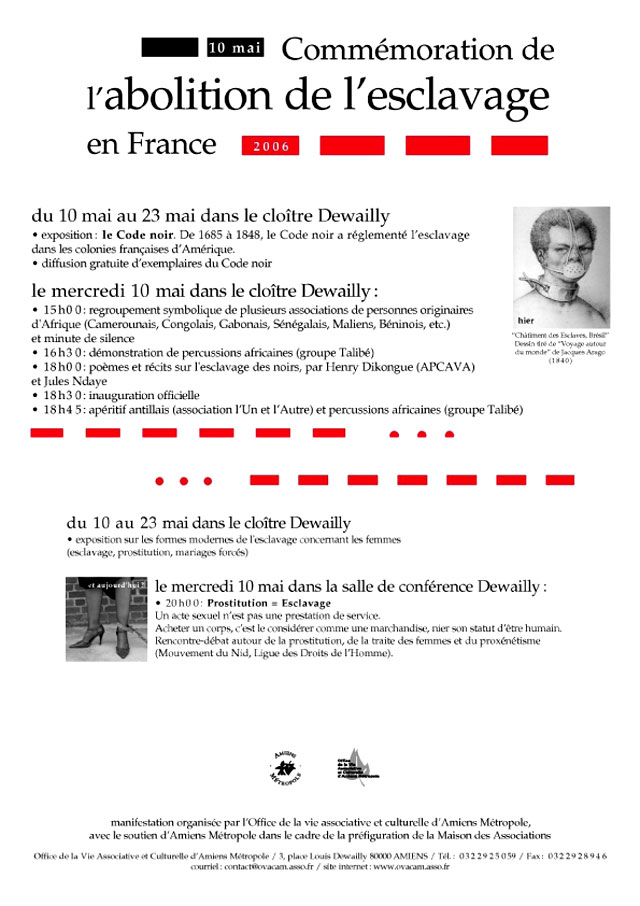 10 mai Commémoration de
l'abolition de l'esclavage
en France 2006
du 10 mai au 23 mai dans le cloître Dewailly
• exposition : le Code noir. De 1685 à 1848, le Code noir a réglementé l'esclavage
dans les colonies françaises d'Amérique.
• diffusion gratuite d'exemplaires du Code noir
le mercredi 10 mai dans le cloître Dewailly :
• 15h00 : regroupement symbolique de plusieurs associations de personnes originaires
d'Afrique (Camerounais, Congolais, Gabonais, Sénégalais, Maliens, Béninois, etc.)
et minute de silence
• 16h30 : démonstration de percussions africaines (groupe Talibé)
• 18h00 : poèmes et récits sur l'esclavage des noirs, par Henry Dikongue (APCAVA)
et Jules Ndaye
• 18h30 : inauguration officielle
• 18h45 : apéritif antillais (association l'Un et l'Autre) et percussions africaines (groupe Talibé)
hier
"Châtiment des Esclaves, Brésil"
Dessin tiré de "Voyage autour
du monde" de Jacques Arago
(1840)
du 10 au 23 mai dans le cloître Dewailly
• exposition sur les formes modernes de l'esclavage concernant les femmes
(esclavage, prostitution, mariages forcés)
et aujourd'hui ?
le mercredi 10 mai dans la salle de conférence Dewailly :
• 20h00 : Prostitution = Esclavage
Un acte sexuel n'est pas une prestation de service.
Acheter un corps, c'est le considérer comme une marchandise, nier son statut d'être humain.
Rencontre-débat autour de la prostitution, de la traite des femmes et du proxénétisme
(Mouvement du Nid, Ligue des Droits de l'Homme).
AMIENS
MÉTROPOLE
Office
de la Vie
Associative
et Culturelle
d'Amiens Métropole
manifestation organisée par l'Office de la vie associative et culturelle d'Amiens Métropole,
avec le soutien d'Amiens Métropole dans le cadre de la préfiguration de la Maison des Associations
Office de la Vie Associative et Culturelle d'Amiens Métropole / 3, place Louis Dewailly 80000 AMIENS / Tél : 0322925059 / Fax : 0322928946
courriel : contact@ovacam.asso.fr / site internet : www.ovacam.asso.fr